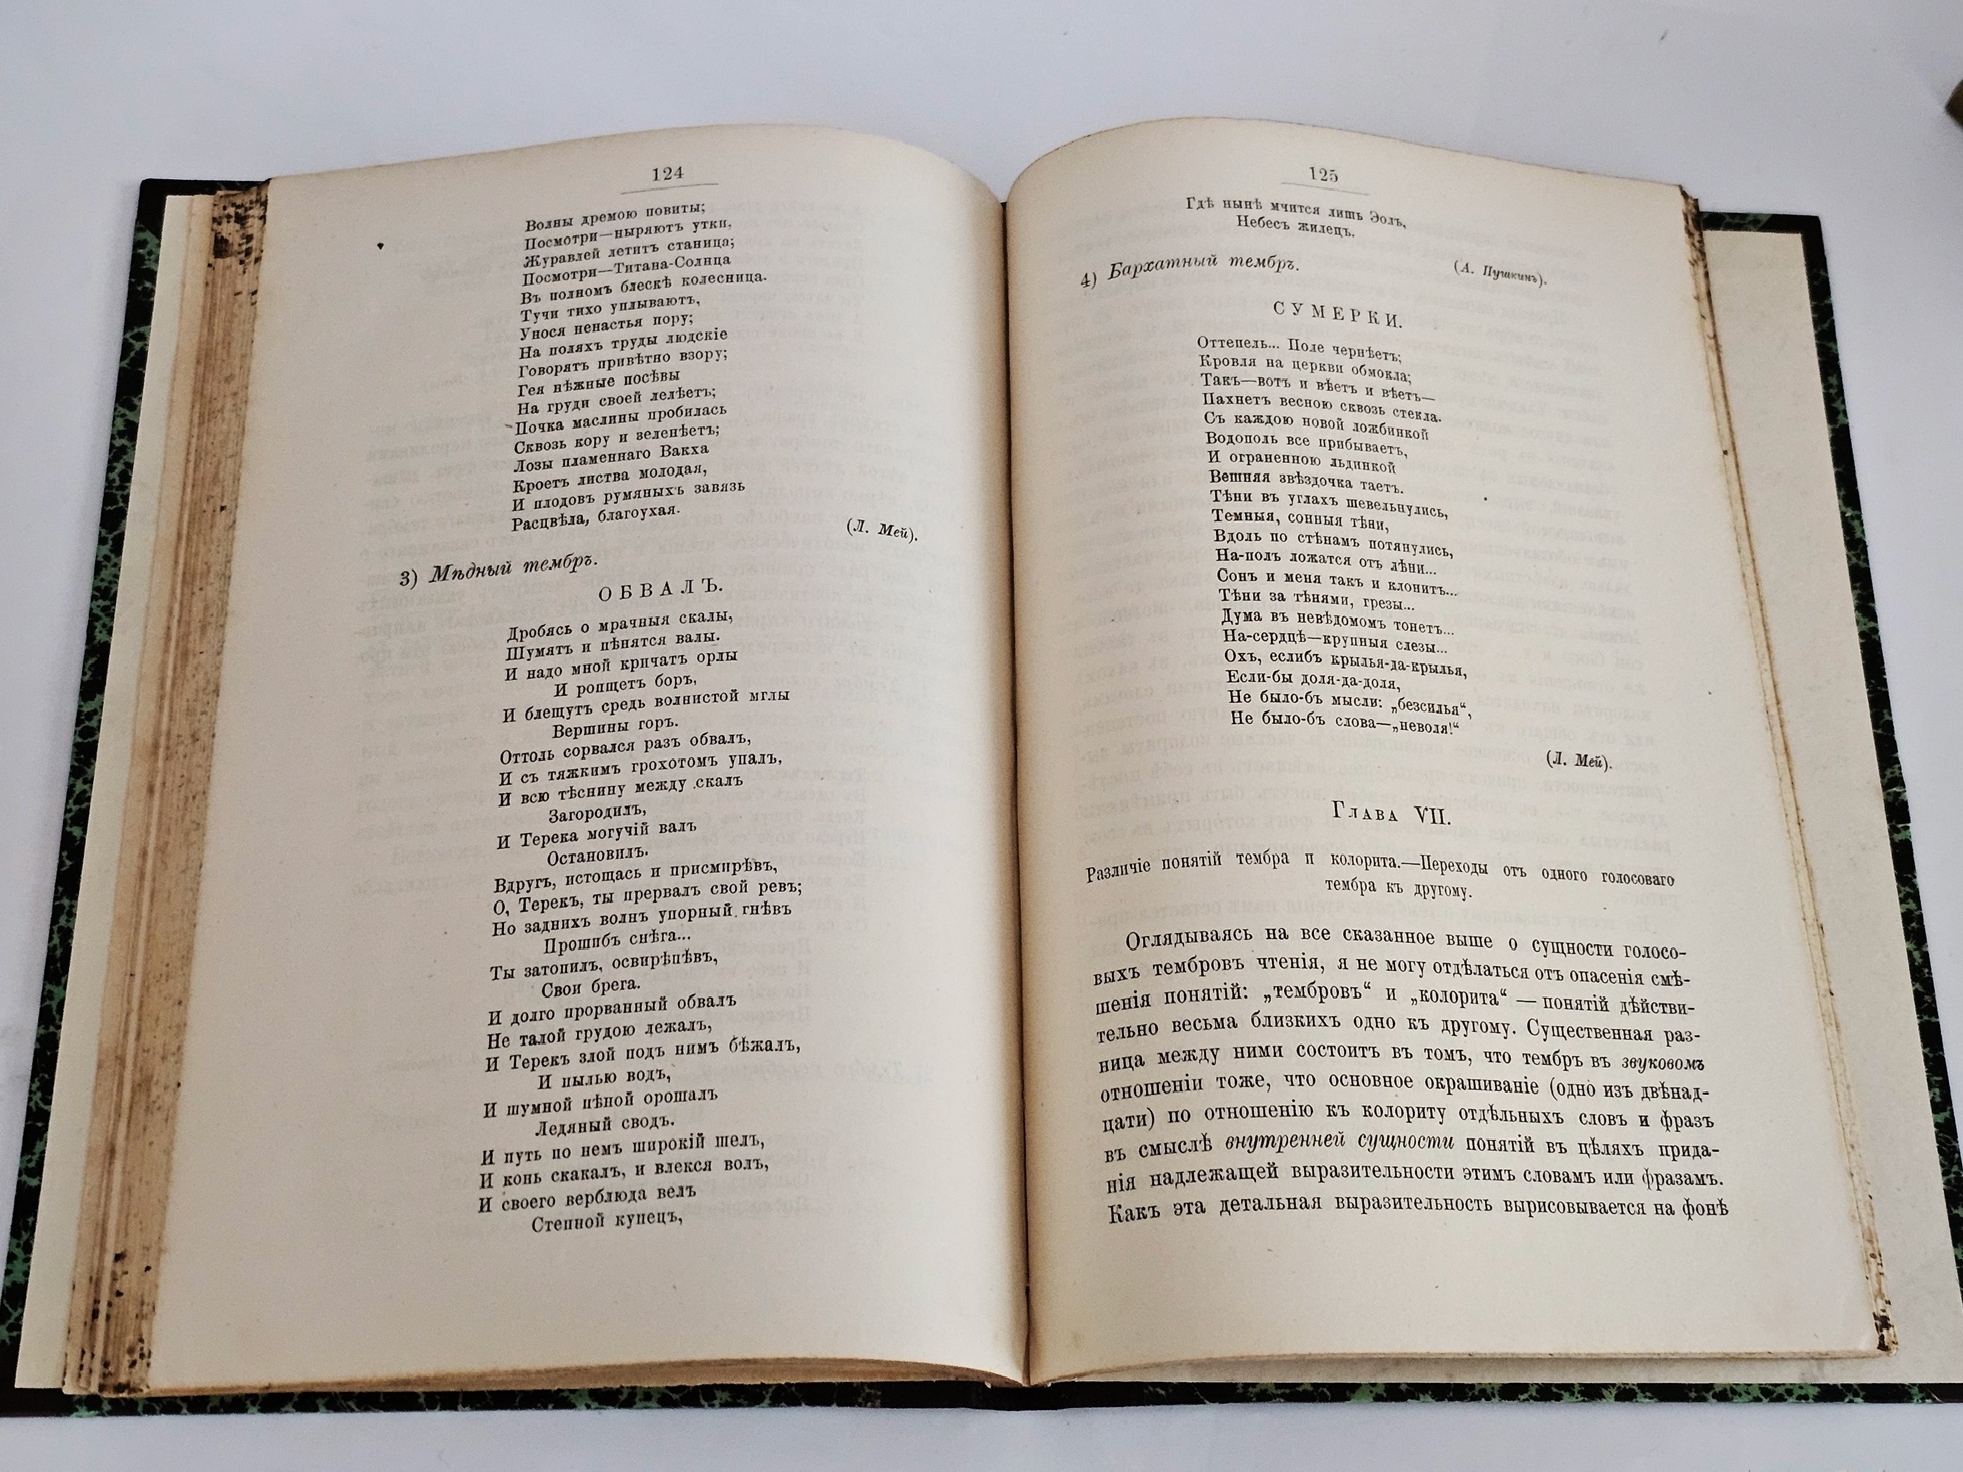 124
Волны дремою повиты;
Посмотри—ныряютъ утки,
Журавлей летитъ станица;
Посмотри—Титана-Солнца
Въ полномъ блескѣ колесница.
Тучи тихо уплываютъ,
Унося ненастья пору;
На поляхъ труды людскіе
Говорятъ привѣтно взору;
Гея нѣжные посѣвы
На груди своей лелѣетъ;
Почка маслины пробилась
Сквозь кору и зеленѣетъ;
Лозы пламеннаго Вакха
Кроетъ листва молодая,
И плодовъ румяныхъ завязь
Расцвѣла, благоухая.
(Л. Мей).
3) Мѣдный тембръ.
ОБВАЛЪ.
Дробясь о мрачныя скалы,
Шумятъ и пѣнятся валы.
И надо мной кричатъ орлы
И ропщетъ боръ,
И блещутъ средь волнистой мглы
Вершины горъ.
Оттоль сорвался разъ обвалъ,
И съ тяжкимъ грохотомъ упалъ,
И всю тѣснину между скалъ
Загородилъ,
И Терека могучій валъ
Остановилъ.
Вдругъ, истощась и присмирѣвъ,
О, Терекъ, ты прервалъ свой ревъ;
Но заднихъ волнъ упорный гнѣвъ
Прошибъ снѣга...
Ты затопилъ, освирѣпѣвъ,
Свои брега.
И долго прорванный обвалъ
Не талой грудою лежалъ,
И Терекъ злой подъ нимъ бѣжалъ,
И пылью водъ,
И шумной пѣной орошалъ
Ледяный сводъ.
И путь по немъ широкій шелъ,
И конь скакалъ, и влекся волъ,
И своего верблюда велъ
Степной купецъ,
125
Гдѣ нынѣ мчится лишь Эолъ,
Небесъ жилецъ.
(А. Пушкинъ).
4) Бархатный тембръ.
СУМЕРКИ.
Оттепель... Поле чернѣетъ;
Кровля на церкви обмокла;
Такъ—вотъ и вѣетъ и вѣетъ—
Пахнетъ весною сквозь стекла.
Съ каждою новой ложбинкой
Водополь все прибываетъ,
И ограненною льдинкой
Вешняя звѣздочка таетъ.
Тѣни въ углахъ шевельнулись,
Темныя, сонныя тѣни,
Вдоль по стѣнамъ потянулись,
На-полъ ложатся отъ лѣни...
Сонъ и меня такъ и клонитъ...
Тѣни за тѣнями, грезы...
Дума въ невѣдомомъ тонетъ...
На-сердцѣ—крупныя слезы...
Охъ, еслибъ крылья-да-крылья,
Если-бы доля-да-доля,
Не было-бъ мысли: „безсилья“,
Не было-бъ слова—„неволя!“
(Л. Мей).
Глава VII.
Различіе понятій тембра и колорита.—Переходы отъ одного голосоваго
тембра къ другому.
Оглядываясь на все сказанное выше о сущности голосо-
выхъ тембровъ чтенія, я не могу отдѣлаться отъ опасенія смѣ-
шенія понятій: „тембровъ“ и „колорита“ — понятій дѣйстви-
тельно весьма близкихъ одно къ другому. Существенная раз-
ница между ними состоитъ въ томъ, что тембръ въ звуковомъ
отношеніи тоже, что основное окрашиваніе (одно изъ двѣнад-
цати) по отношенію къ колориту отдѣльныхъ словъ и фразъ
въ смыслѣ внутренней сущности понятій въ цѣляхъ прида-
нія надлежащей выразительности этимъ словамъ или фразамъ.
Какъ эта детальная выразительность вырисовывается на фонѣ